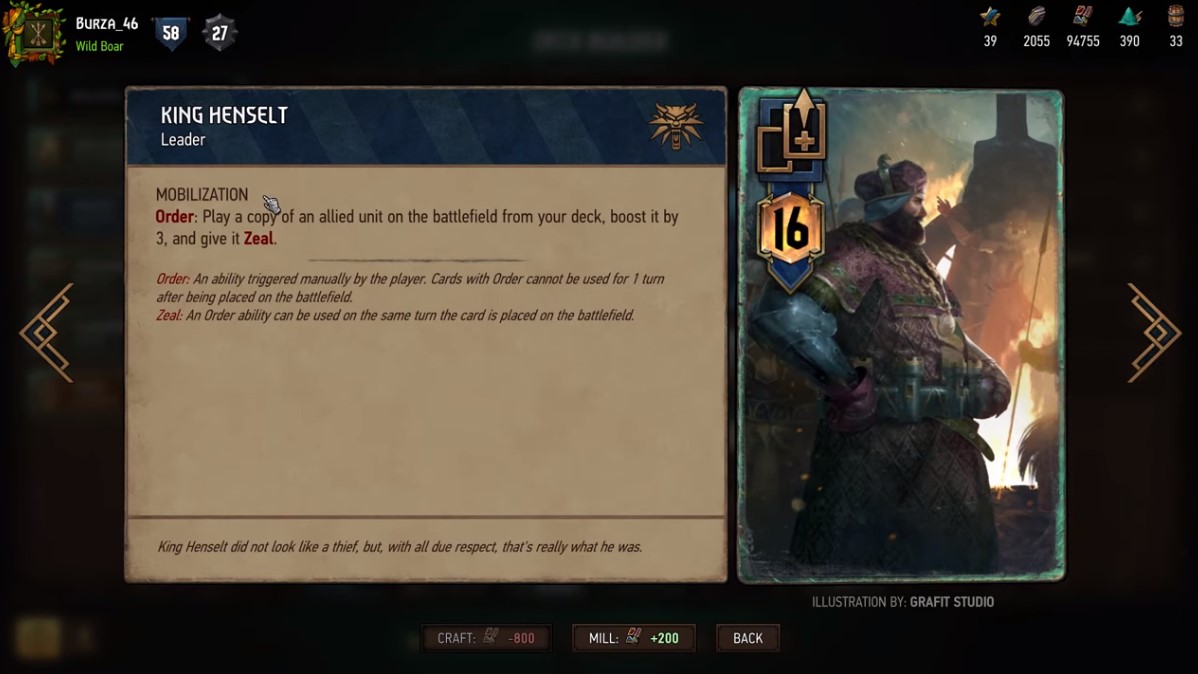 BURZA_46
Wild Boar
58
27
39
2055
94755
390
33
KING HENSELT
Leader
MOBILIZATION
Order: Play a copy of an allied unit on the battlefield from your deck, boost it by
3, and give it Zeal.
Order: An ability triggered manually by the player. Cards with Order cannot be used for 1 turn
after being placed on the battlefield.
Zeal: An Order ability can be used on the same turn the card is placed on the battlefield.
King Henselt did not look like a thief, but, with all due respect, that's really what he was.
16
ILLUSTRATION BY: GRAFIT STUDIO
CRAFT: -800
MILL: +200
BACK